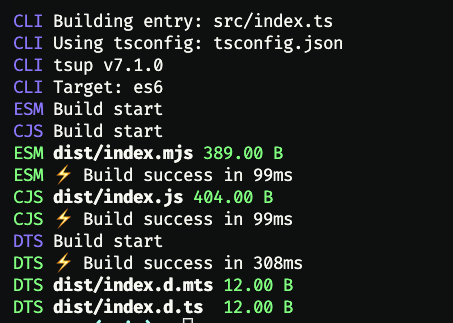 CLI Building entry: src/index.ts
CLI Using tsconfig: tsconfig.json
CLI tsup v7.1.0
CLI Target: es6
ESM Build start
CJS Build start
ESM dist/index.mjs 389.00 B
ESM ⚡ Build success in 99ms
CJS dist/index.js 404.00 B
CJS ⚡ Build success in 99ms
DTS Build start
DTS ⚡ Build success in 308ms
DTS dist/index.d.mts 12.00 B
DTS dist/index.d.ts  12.00 B